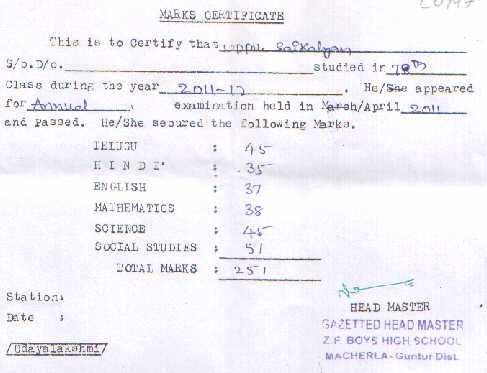 MARKS CERTIFICATE
This is to Certify that uppu Saikalyan
S/o.D/o. studied in 7th
Class during the year 2011-12. He/She appeared
for Annual, examination held in March/April 2011
and Passed. He/She secured the following Marks.
TELUGU : 45
HINDI : 35
ENGLISH : 37
MATHEMATICS : 38
SCIENCE : 45
SOCIAL STUDIES : 51
TOTAL MARKS : 251
Station:
Date :
HEAD MASTER
GAZETTED HEAD MASTER
Z.P. BOYS HIGH SCHOOL
MACHERLA - Guntur Dist.
/Udayalakshmi/